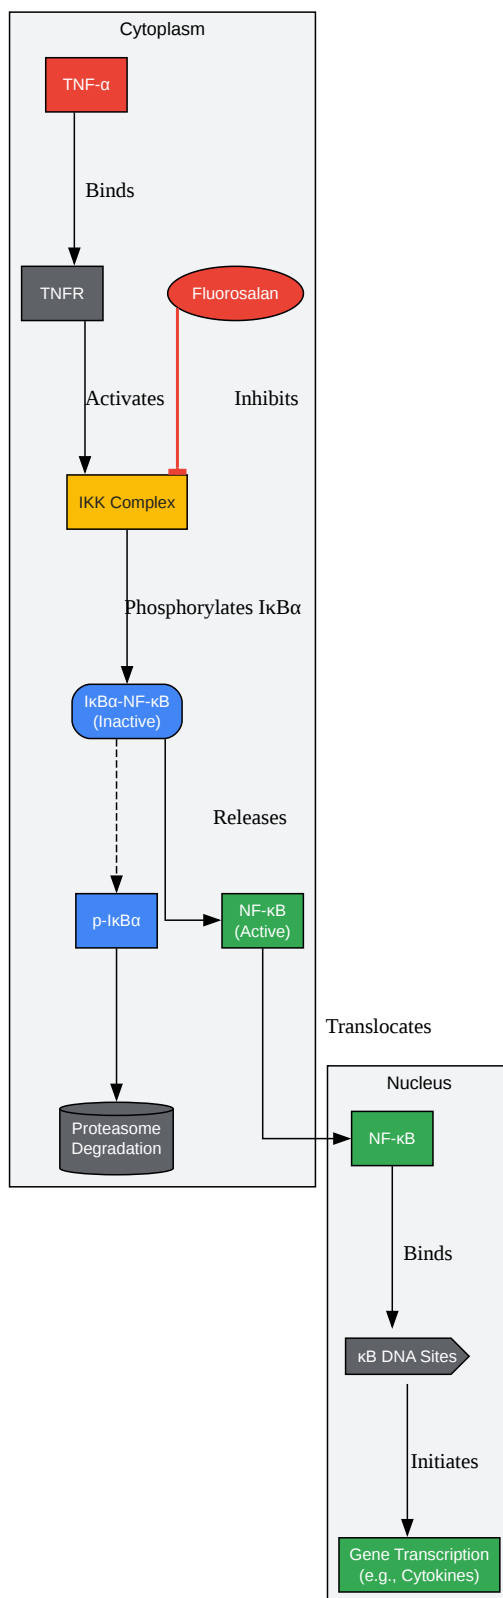 Cytoplasm
TNF-α
Binds
TNFR
Fluorosalan
Activates
Inhibits
IKK Complex
Phosphorylates IκBα
IκBα-NF-κB
(Inactive)
Releases
p-IκBα
NF-κB
(Active)
Translocates
Nucleus
Proteasome
Degradation
NF-κB
Binds
κB DNA Sites
Initiates
Gene Transcription
(e.g., Cytokines)